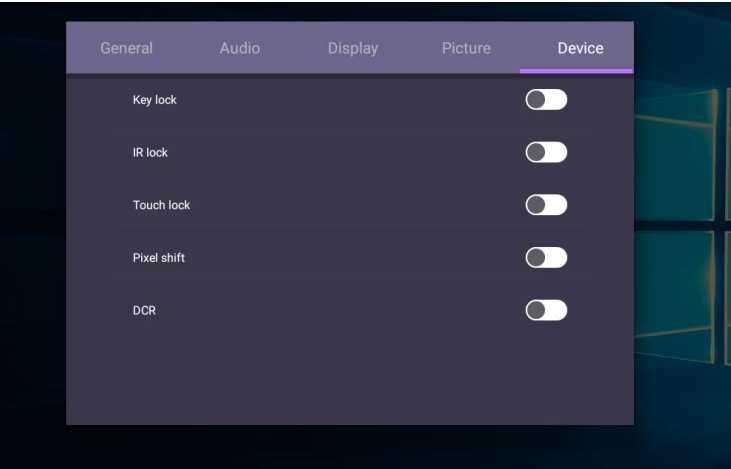 General Audio Display Picture Device
Key lock
IR lock
Touch lock
Pixel shift
DCR